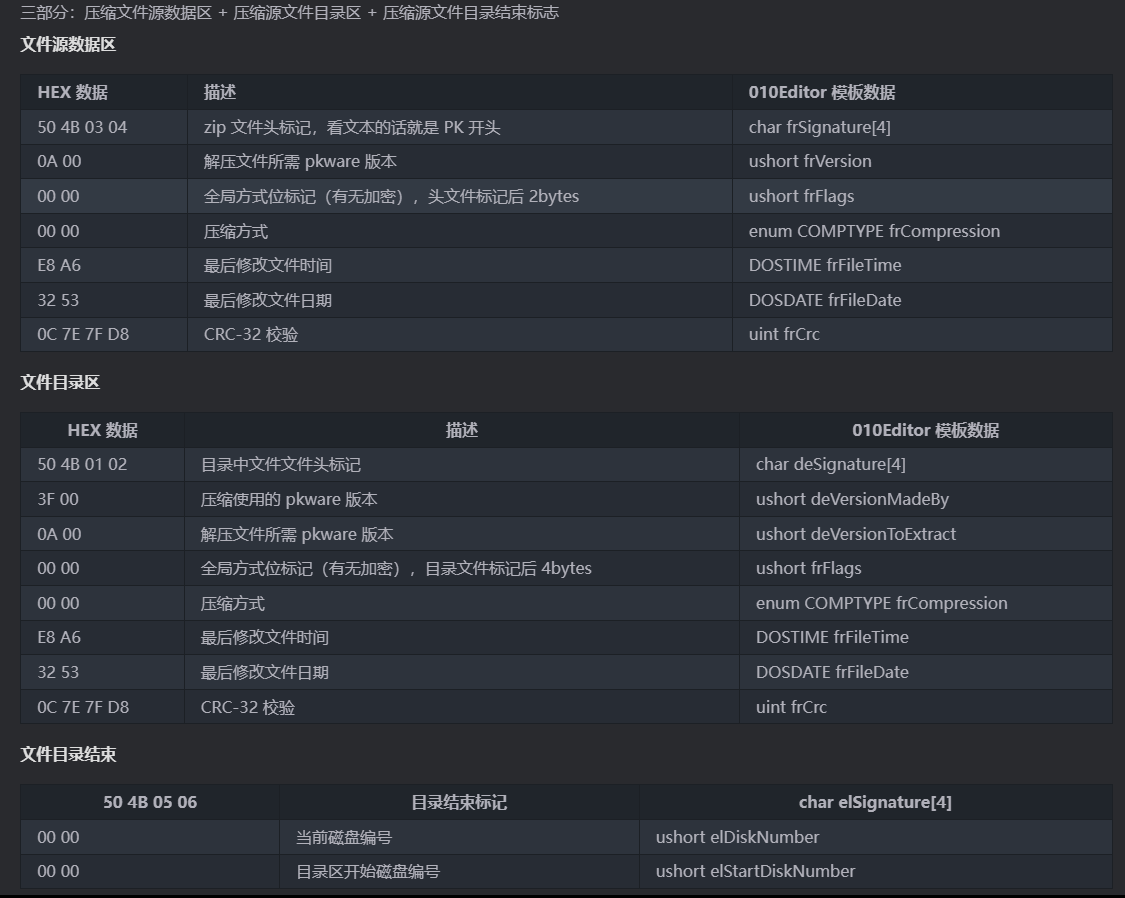 三部分：压缩文件源数据区 + 压缩源文件目录区 + 压缩源文件目录结束标志
文件源数据区
HEX 数据 描述 010Editor 模板数据
50 4B 03 04 zip 文件头标记，看文本的话就是 PK 开头 char frSignature[4]
0A 00 解压文件所需 pkware 版本 ushort frVersion
00 00 全局方式位标记（有无加密），头文件标记后 2bytes ushort frFlags
00 00 压缩方式 enum COMPTYPE frCompression
E8 A6 最后修改文件时间 DOSTIME frFileTime
32 53 最后修改文件日期 DOSDATE frFileDate
0C 7E 7F D8 CRC-32 校验 uint frCrc
文件目录区
HEX 数据 描述 010Editor 模板数据
50 4B 01 02 目录中文件文件头标记 char deSignature[4]
3F 00 压缩使用的 pkware 版本 ushort deVersionMadeBy
0A 00 解压文件所需 pkware 版本 ushort deVersionToExtract
00 00 全局方式位标记（有无加密），目录文件标记后 4bytes ushort frFlags
00 00 压缩方式 enum COMPTYPE frCompression
E8 A6 最后修改文件时间 DOSTIME frFileTime
32 53 最后修改文件日期 DOSDATE frFileDate
0C 7E 7F D8 CRC-32 校验 uint frCrc
文件目录结束
50 4B 05 06 目录结束标记 char elSignature[4]
00 00 当前磁盘编号 ushort elDiskNumber
00 00 目录区开始磁盘编号 ushort elStartDiskNumber